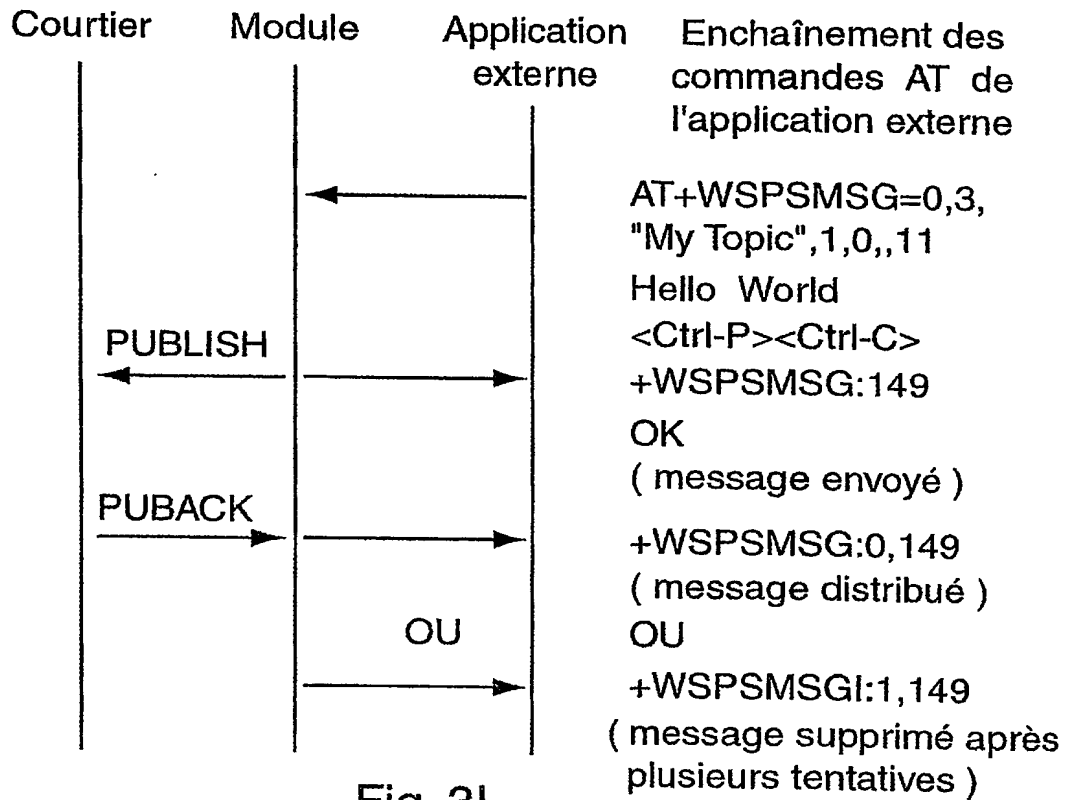 Courtier
Module
Application
externe
Enchaînement des
commandes AT de
l'application externe
AT+WSPSMSG=0,3,
"My Topic",1,0,,11
Hello World
<Ctrl-P><Ctrl-C>
PUBLISH
+WSPSMSG:149
OK
( message envoyé )
PUBACK
+WSPSMSG:0,149
( message distribué )
OU
OU
+WSPSMSGI:1,149
( message supprimé après
plusieurs tentatives )